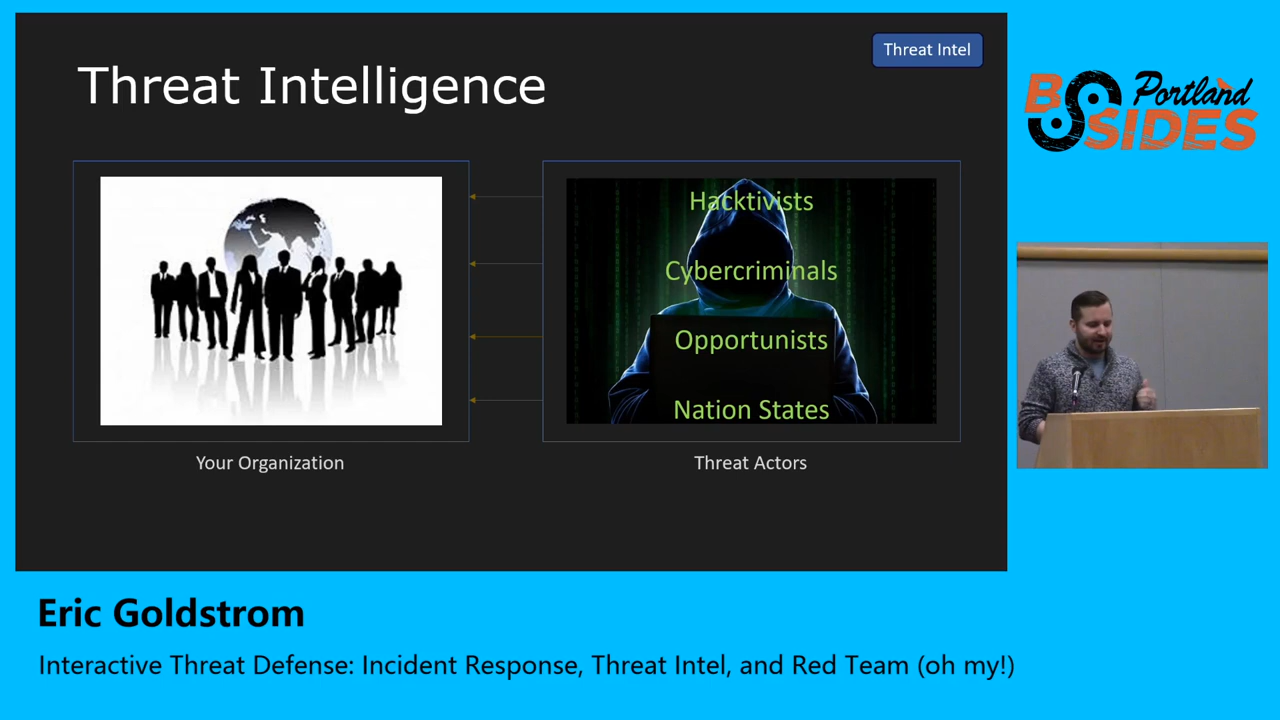 Threat Intelligence
Threat Intel
Hacktivists
Cybercriminals
Opportunists
Nation States
Your Organization
Threat Actors
B SIDES Portland
Eric Goldstrom
Interactive Threat Defense: Incident Response, Threat Intel, and Red Team (oh my!)